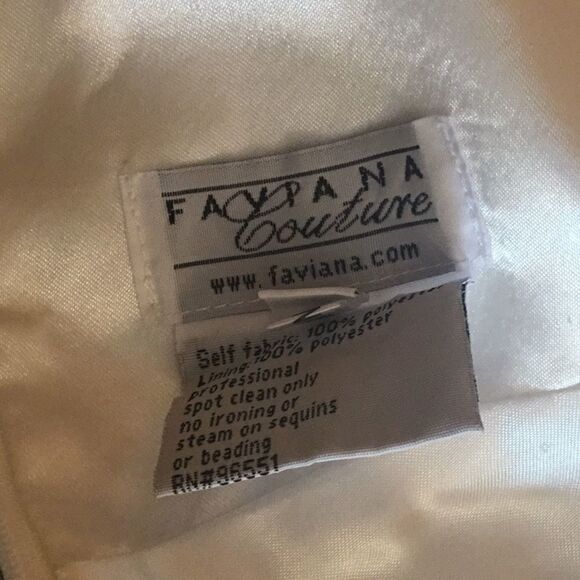 FAVIANA
Couture
www.faviana.com
Self fabric: 100% polyester
Lining: 100% polyester
professional
spot clean only
no ironing or
steam on sequins
or beading
RN#96551